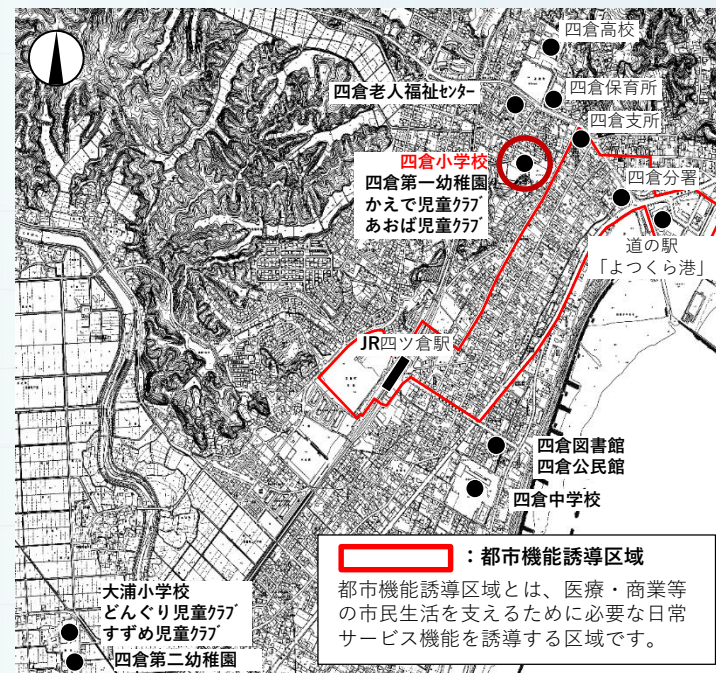 四倉高校
四倉老人福祉ｾﾝﾀｰ
四倉保育所
四倉支所
四倉小学校
四倉第一幼稚園
かえで児童ｸﾗﾌﾞ
あおば児童ｸﾗﾌﾞ
四倉分署
道の駅
「よつくら港」
JR四ツ倉駅
四倉図書館
四倉公民館
四倉中学校
：都市機能誘導区域
都市機能誘導区域とは、医療・商業等
の市民生活を支えるために必要な日常
サービス機能を誘導する区域です。
大浦小学校
どんぐり児童ｸﾗﾌﾞ
すずめ児童ｸﾗﾌﾞ
四倉第二幼稚園